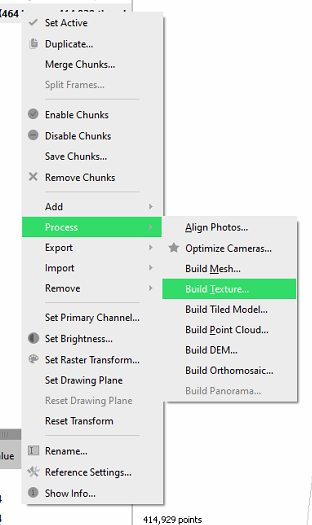 (464
Set Active
Duplicate...
Merge Chunks...
Split Frames...
Enable Chunks
Disable Chunks
Save Chunks...
Remove Chunks
Add
Process
Export
Import
Remove
Set Primary Channel...
Set Brightness...
Set Raster Transform...
Set Drawing Plane
Reset Drawing Plane
Reset Transform
Rename...
Reference Settings...
Show Info...
Align Photos...
Optimize Cameras...
Build Mesh...
Build Texture...
Build Tiled Model...
Build Point Cloud...
Build DEM...
Build Orthomosaic...
Build Panorama...
alue
414,929 points